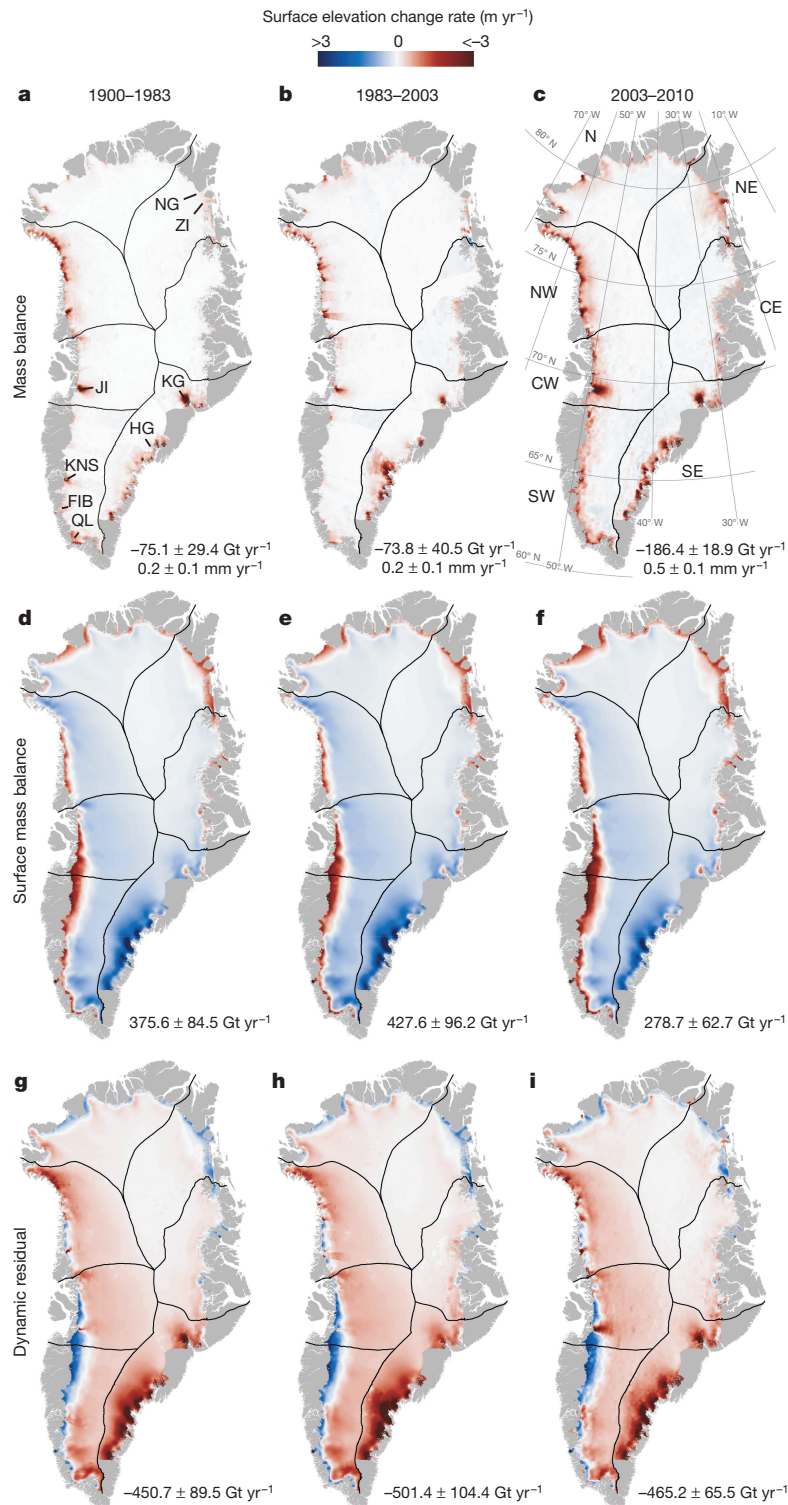 Surface elevation change rate (m yr⁻¹)
>3 0 <–3
a 1900–1983
b 1983–2003
c 2003–2010
70° W 50° W 30° W 10° W
80° N
N
NG
NE
ZI
75° N
NW
CE
Mass balance
70° N
JI
KG
CW
HG
65° N
KNS
SE
FIB
SW
QL
40° W 30° W
60° N 50° W
–75.1 ± 29.4 Gt yr⁻¹
0.2 ± 0.1 mm yr⁻¹
–73.8 ± 40.5 Gt yr⁻¹
0.2 ± 0.1 mm yr⁻¹
–186.4 ± 18.9 Gt yr⁻¹
0.5 ± 0.1 mm yr⁻¹
d
e
f
Surface mass balance
375.6 ± 84.5 Gt yr⁻¹
427.6 ± 96.2 Gt yr⁻¹
278.7 ± 62.7 Gt yr⁻¹
g
h
i
Dynamic residual
–450.7 ± 89.5 Gt yr⁻¹
–501.4 ± 104.4 Gt yr⁻¹
–465.2 ± 65.5 Gt yr⁻¹